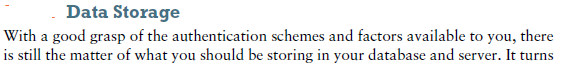 Data Storage
With a good grasp of the authentication schemes and factors available to you, there
is still the matter of what you should be storing in your database and server. It turns